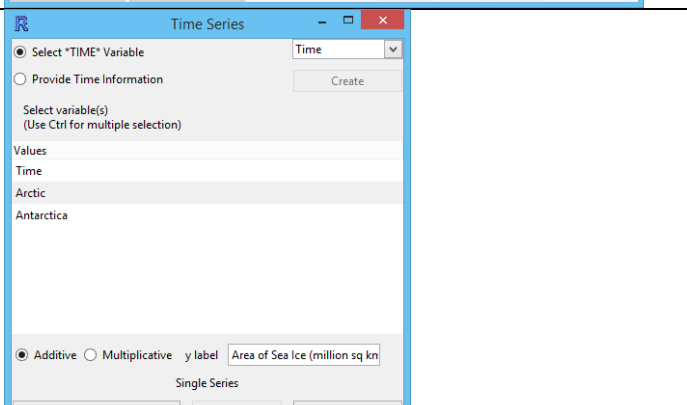 Time Series
Select *TIME* Variable
Time
Provide Time Information
Create
Select variable(s)
(Use Ctrl for multiple selection)
Values
Time
Arctic
Antarctica
Additive
Multiplicative
y label
Area of Sea Ice (million sq km
Single Series